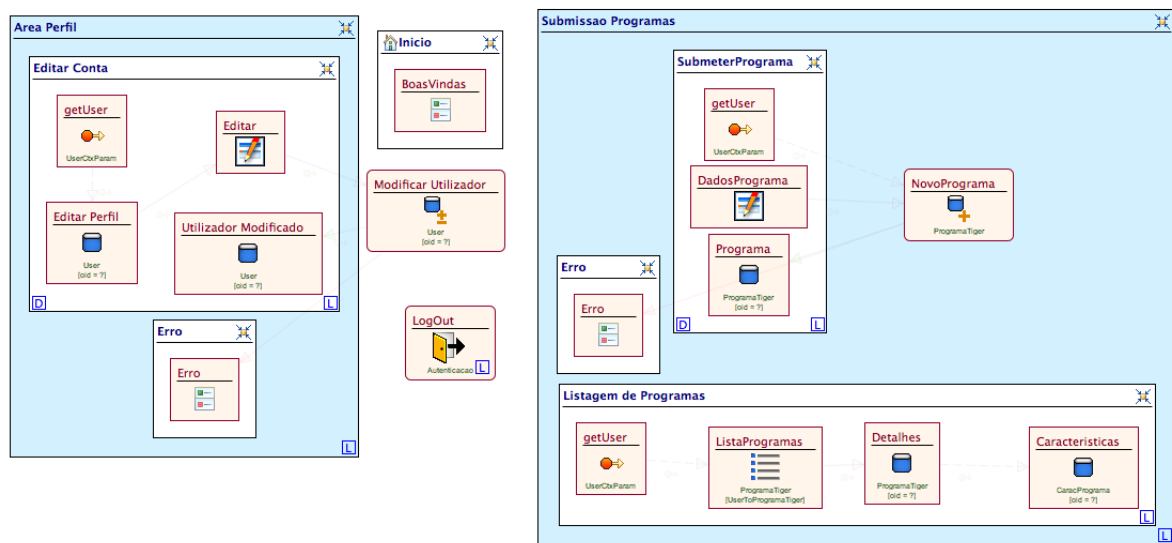 Area Perfil
Editar Conta
getUser
UserCtxParam
Editar
Editar Perfil
User
[oid = ?]
Utilizador Modificado
User
[oid = ?]
D
L
Erro
Erro
L
Inicio
BoasVindas
Modificar Utilizador
User
[oid = ?]
LogOut
Autenticacao
L
Submissao Programas
SubmeterPrograma
getUser
UserCtxParam
DadosPrograma
Programa
ProgramaTiger
[oid = ?]
D
L
NovoPrograma
ProgramaTiger
Erro
Erro
Listagem de Programas
getUser
UserCtxParam
ListaProgramas
ProgramaTiger
[UserToProgramaTiger]
Detalhes
ProgramaTiger
[oid = ?]
Caracteristicas
CaracPrograma
[oid = ?]
L
L